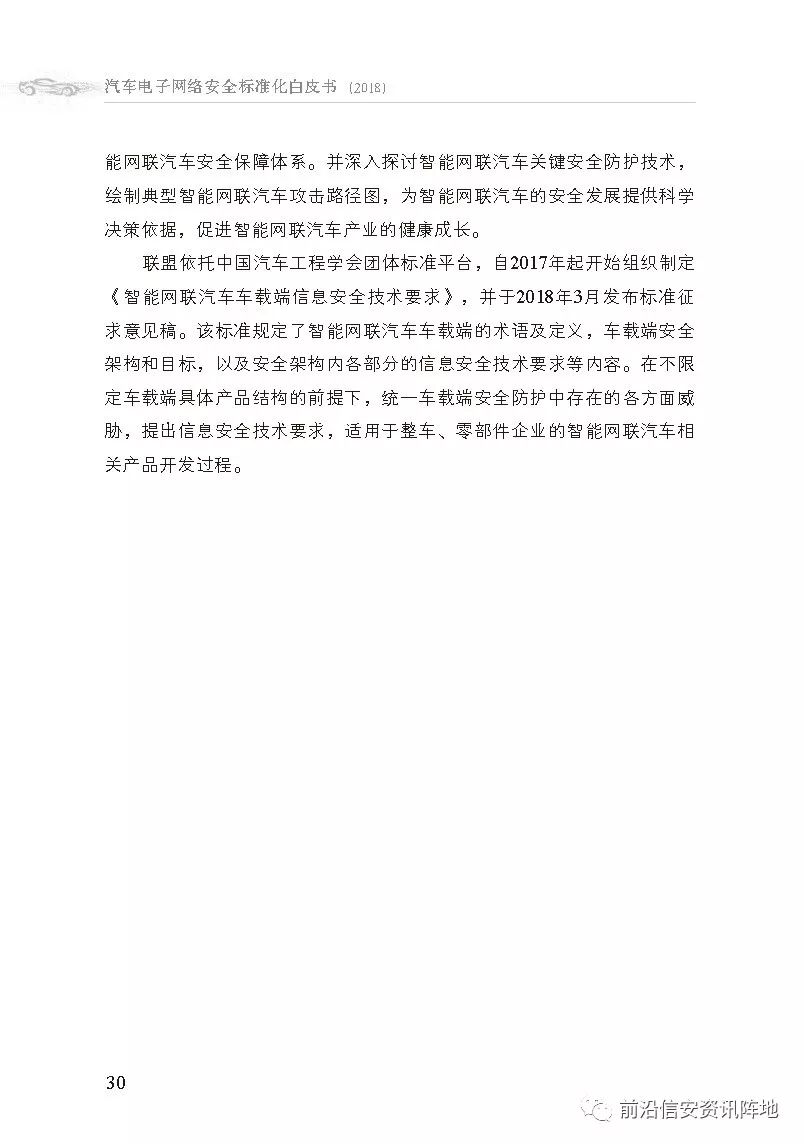 汽车电子网络安全标准化白皮书 (2018)
能网联汽车安全保障体系。并深入探讨智能网联汽车关键安全防护技术，
绘制典型智能网联汽车攻击路径图，为智能网联汽车的安全发展提供科学
决策依据，促进智能网联汽车产业的健康成长。
联盟依托中国汽车工程学会团体标准平台，自2017年起开始组织制定
《智能网联汽车车载端信息安全技术要求》，并于2018年3月发布标准征
求意见稿。该标准规定了智能网联汽车车载端的术语及定义，车载端安全
架构和目标，以及安全架构内各部分的信息安全技术要求等内容。在不限
定车载端具体产品结构的前提下，统一车载端安全防护中存在的各方面威
胁，提出信息安全技术要求，适用于整车、零部件企业的智能网联汽车相
关产品开发过程。
30
前沿信安资讯阵地